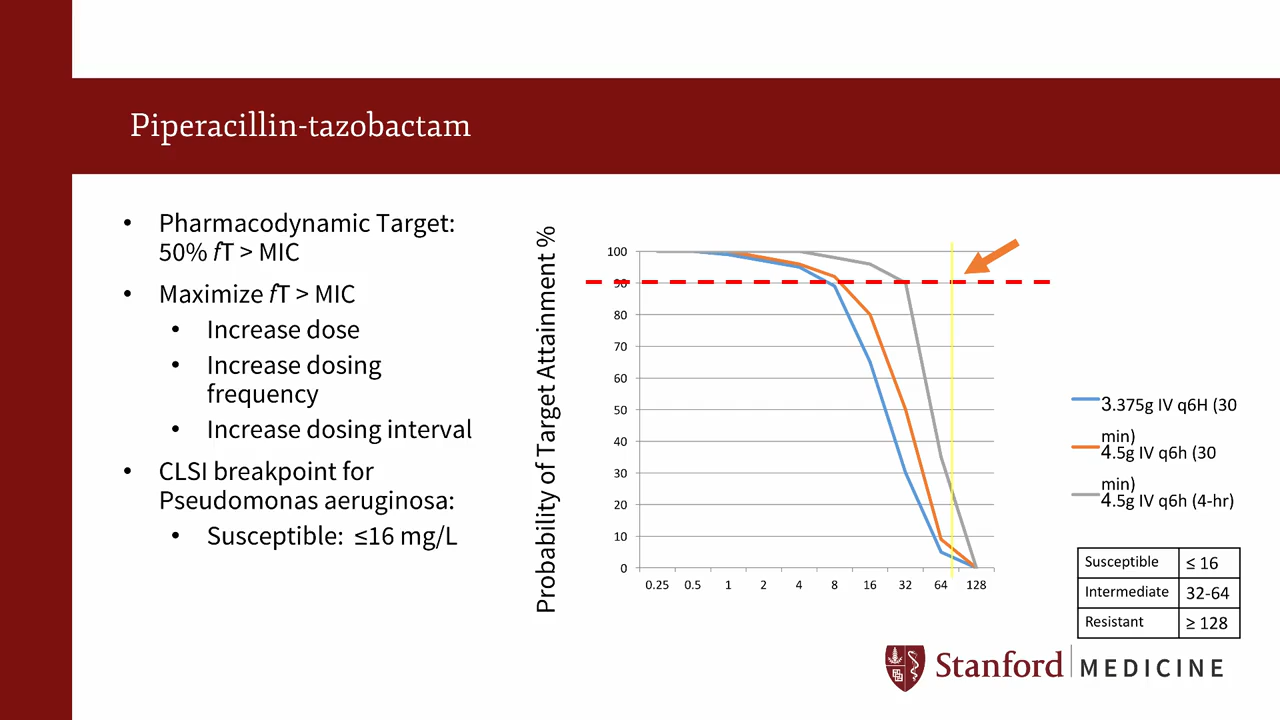 Piperacillin-tazobactam
• Pharmacodynamic Target:
50% fT > MIC
• Maximize fT > MIC
• Increase dose
• Increase dosing
frequency
• Increase dosing interval
• CLSI breakpoint for
Pseudomonas aeruginosa:
• Susceptible: ≤16 mg/L
Probability of Target Attainment %
100
90
80
70
60
50
40
30
20
10
0
0.25 0.5 1 2 4 8 16 32 64 128
3.375g IV q6H (30
min)
4.5g IV q6h (30
min)
4.5g IV q6h (4-hr)
Susceptible ≤ 16
Intermediate 32-64
Resistant ≥ 128
Stanford MEDICINE